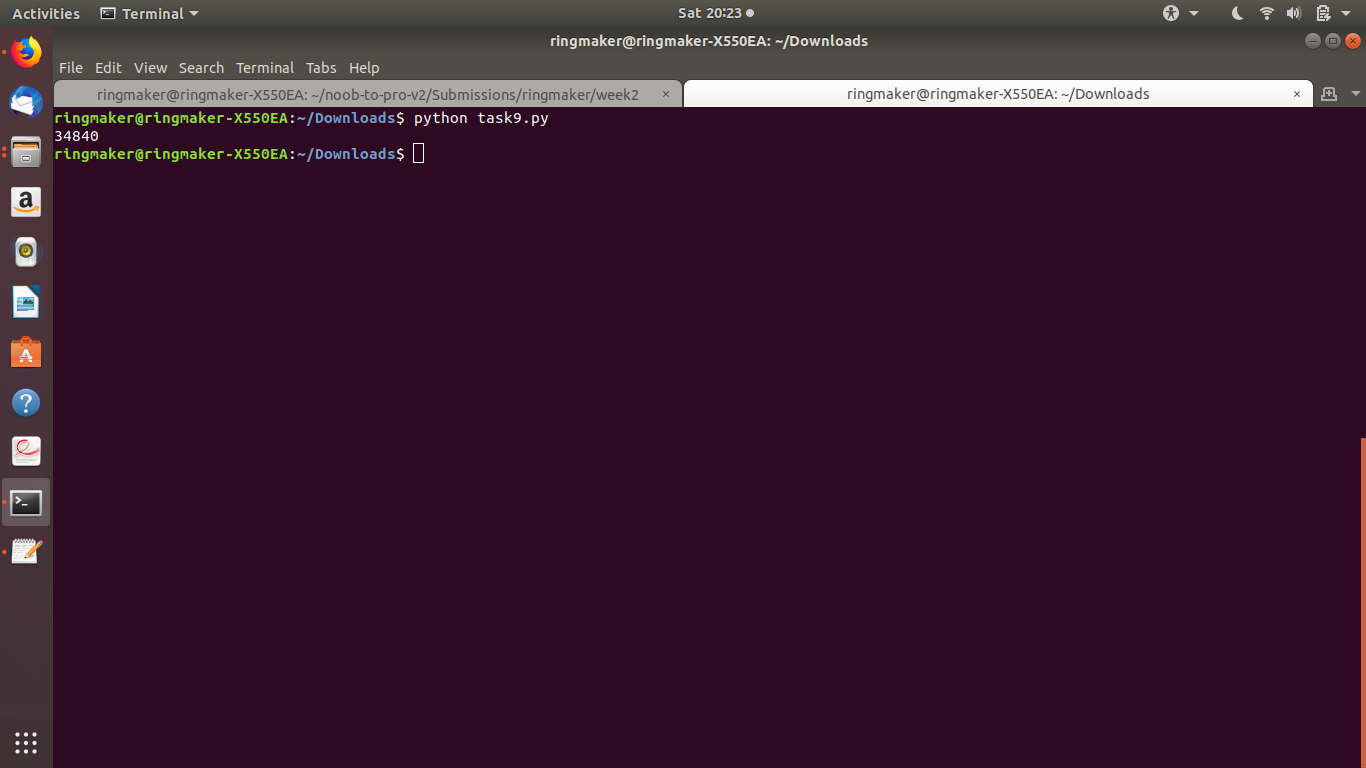 Activities Terminal Sat 20:23
ringmaker@ringmaker-X550EA: ~/Downloads
File Edit View Search Terminal Tabs Help
ringmaker@ringmaker-X550EA: ~/noob-to-pro-v2/Submissions/ringmaker/week2 × ringmaker@ringmaker-X550EA: ~/Downloads ×
ringmaker@ringmaker-X550EA:~/Downloads$ python task9.py
34840
ringmaker@ringmaker-X550EA:~/Downloads$